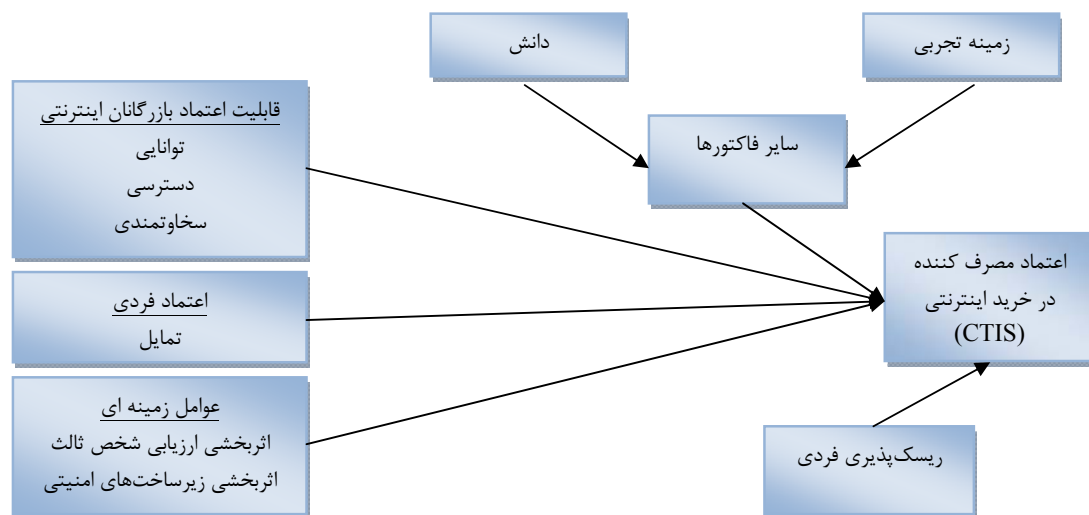 زمینه تجربی
دانش
سایر فاکتورها
قابلیت اعتماد بازرگانان اینترنتی
توانایی
دسترسی
سخاوتمندی
اعتماد فردی
تمایل
عوامل زمینه ای
اثربخشی ارزیابی شخص ثالث
اثربخشی زیرساخت‌های امنیتی
اعتماد مصرف کننده
در خرید اینترنتی
(CTIS)
ریسک‌پذیری فردی